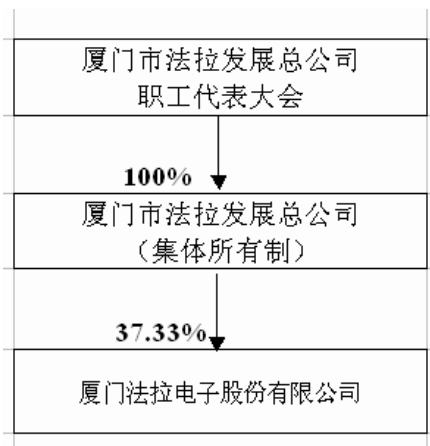 厦门市法拉发展总公司
职工代表大会
100%
厦门市法拉发展总公司
（集体所有制）
37.33%
厦门法拉电子股份有限公司